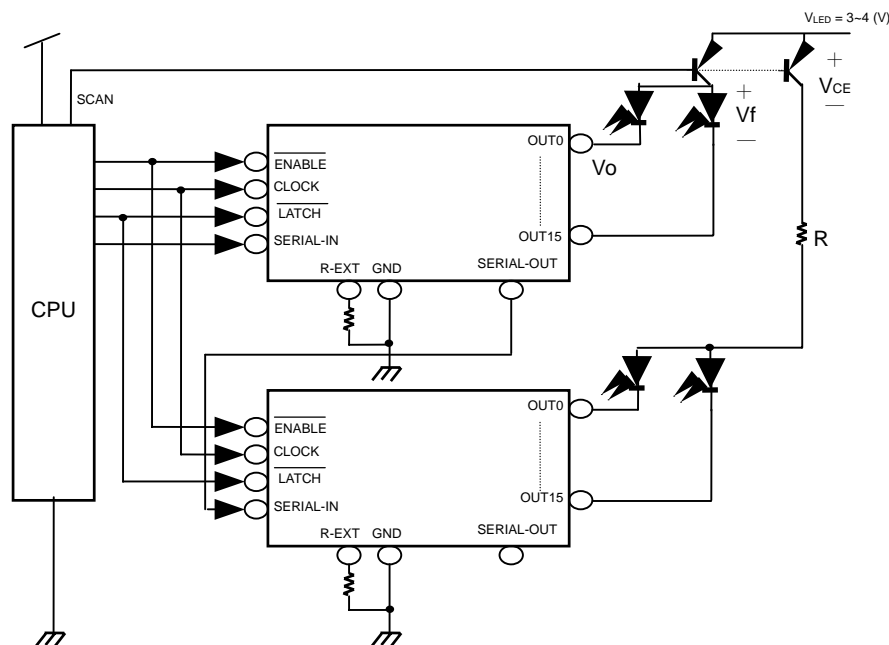 VLED = 3~4 (V)
SCAN
+
VCE
—
+
Vf
—
OUT0
Vo
ENABLE
CLOCK
LATCH
SERIAL-IN
OUT15
R-EXT GND
SERIAL-OUT
R
CPU
OUT0
ENABLE
CLOCK
LATCH
SERIAL-IN
OUT15
R-EXT GND
SERIAL-OUT